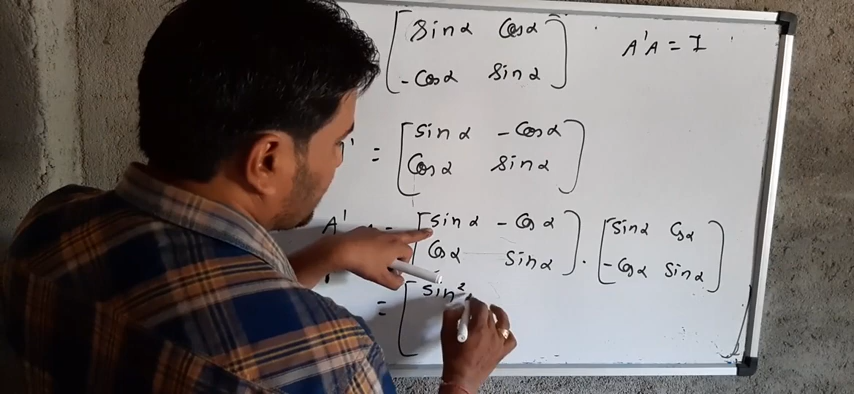 [ sin α Cos α
- Cos α sin α ]
A'A = I
' = [ sin α - Cos α
Cos α sin α ]
A' = [ sin α - Cos α
Cos α sin α ] . [ sin α Cos α
- Cos α sin α ]
= [ sin²